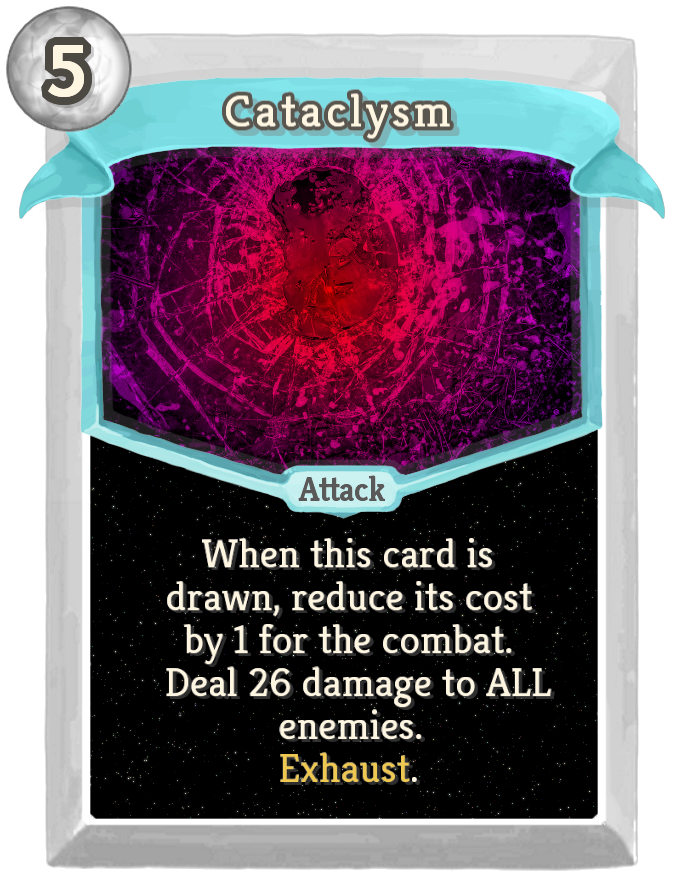 5
Cataclysm
Attack
When this card is
drawn, reduce its cost
by 1 for the combat.
Deal 26 damage to ALL
enemies.
Exhaust.